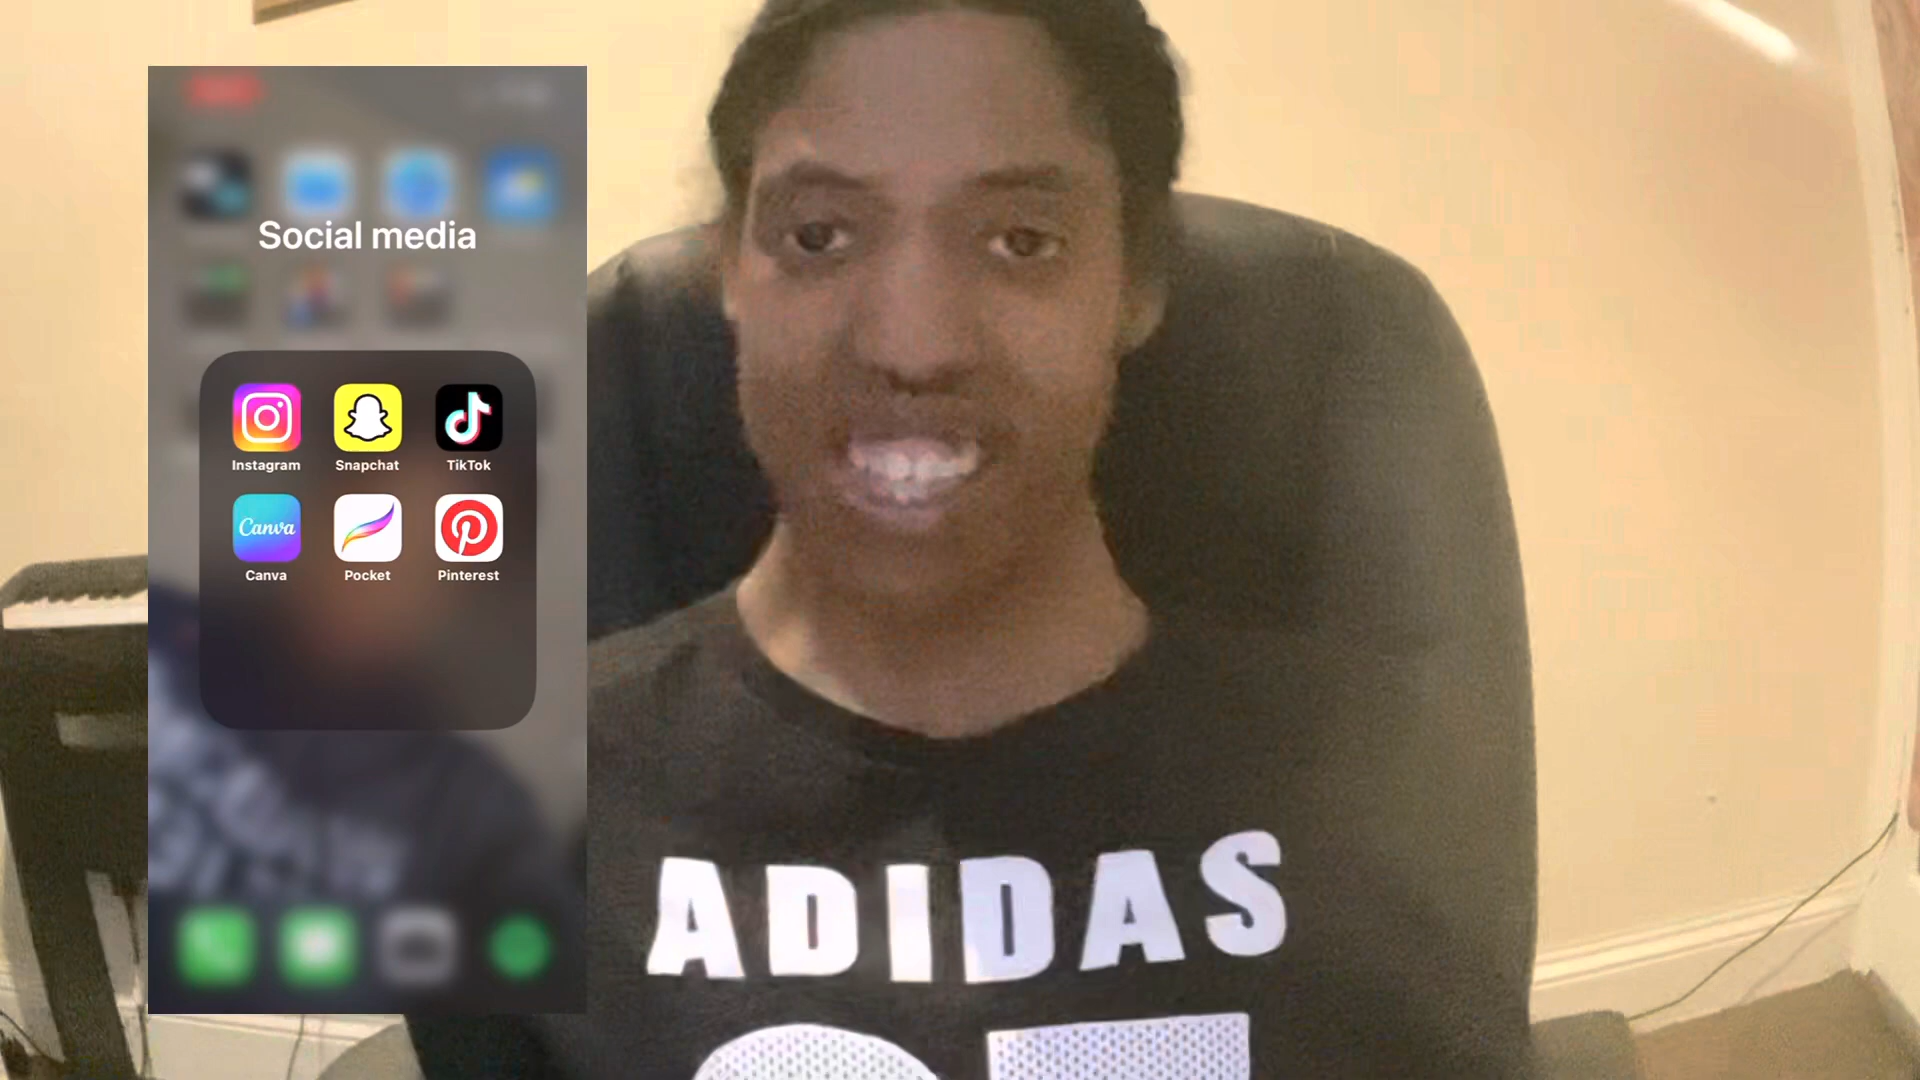 Social media
Instagram Snapchat TikTok
Canva
Canva Pocket Pinterest
ADIDAS